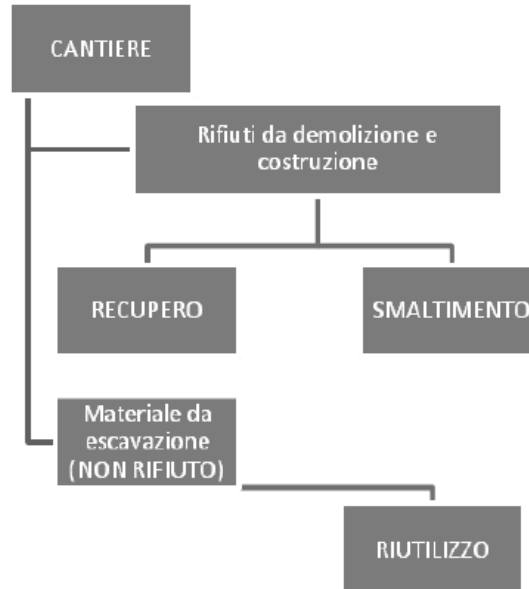 CANTIERE
Rifiuti da demolizione e
costruzione
RECUPERO
SMALTIMENTO
Materiale da
escavazione
(NON RIFIUTO)
RIUTILIZZO